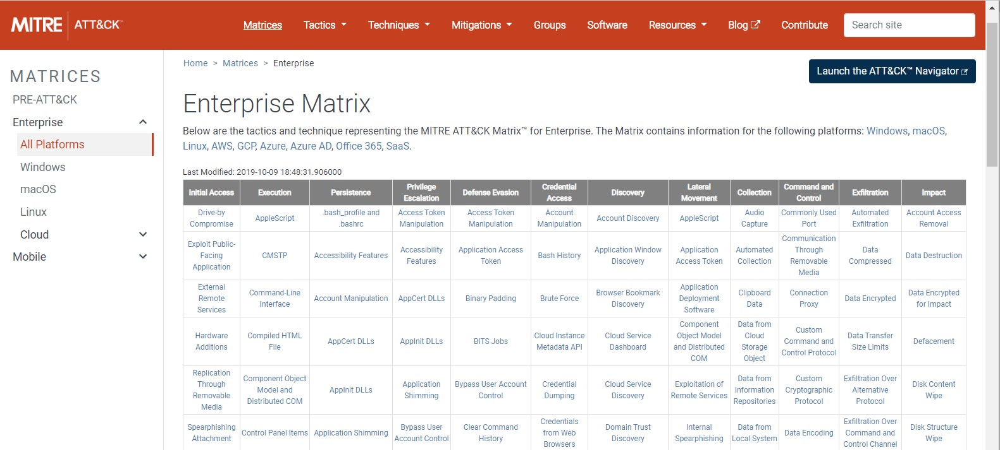 MITRE | ATT&CK™
Matrices Tactics Techniques Mitigations Groups Software Resources Blog Contribute Search site
MATRICES
PRE-ATT&CK
Enterprise
All Platforms
Windows
macOS
Linux
Cloud
Mobile
Home > Matrices > Enterprise
Launch the ATT&CK™ Navigator
Enterprise Matrix
Below are the tactics and technique representing the MITRE ATT&CK Matrix™ for Enterprise. The Matrix contains information for the following platforms: Windows, macOS,
Linux, AWS, GCP, Azure, Azure AD, Office 365, SaaS.
Last Modified: 2019-10-09 18:48:31.906000
Initial Access
Execution
Persistence
Privilege
Escalation
Defense Evasion
Credential
Access
Discovery
Lateral
Movement
Collection
Command and
Control
Exfiltration
Impact
Drive-by
Compromise
AppleScript
.bash_profile and
.bashrc
Access Token
Manipulation
Access Token
Manipulation
Account
Manipulation
Account Discovery
AppleScript
Audio
Capture
Commonly Used
Port
Automated
Exfiltration
Account Access
Removal
Exploit Public-
Facing
Application
CMSTP
Accessibility Features
Accessibility
Features
Application Access
Token
Bash History
Application Window
Discovery
Application
Access Token
Automated
Collection
Communication
Through
Removable
Media
Data
Compressed
Data Destruction
External
Remote
Services
Command-Line
Interface
Account Manipulation
AppCert DLLs
Binary Padding
Brute Force
Browser Bookmark
Discovery
Application
Deployment
Software
Clipboard
Data
Connection
Proxy
Data Encrypted
Data Encrypted
for Impact
Hardware
Additions
Compiled HTML
File
AppCert DLLs
AppInit DLLs
BITS Jobs
Cloud Instance
Metadata API
Cloud Service
Dashboard
Component
Object Model
and Distributed
COM
Data from
Cloud
Storage
Object
Custom
Command and
Control Protocol
Data Transfer
Size Limits
Defacement
Replication
Through
Removable
Media
Component Object
Model and
Distributed COM
AppInit DLLs
Application
Shimming
Bypass User Account
Control
Credential
Dumping
Cloud Service
Discovery
Exploitation of
Remote Services
Data from
Information
Repositories
Custom
Cryptographic
Protocol
Exfiltration Over
Alternative
Protocol
Disk Content
Wipe
Spearphishing
Attachment
Control Panel Items
Application Shimming
Bypass User
Account Control
Clear Command
History
Credentials
from Web
Browsers
Domain Trust
Discovery
Internal
Spearphishing
Data from
Local System
Data Encoding
Exfiltration Over
Command and
Control Channel
Disk Structure
Wipe